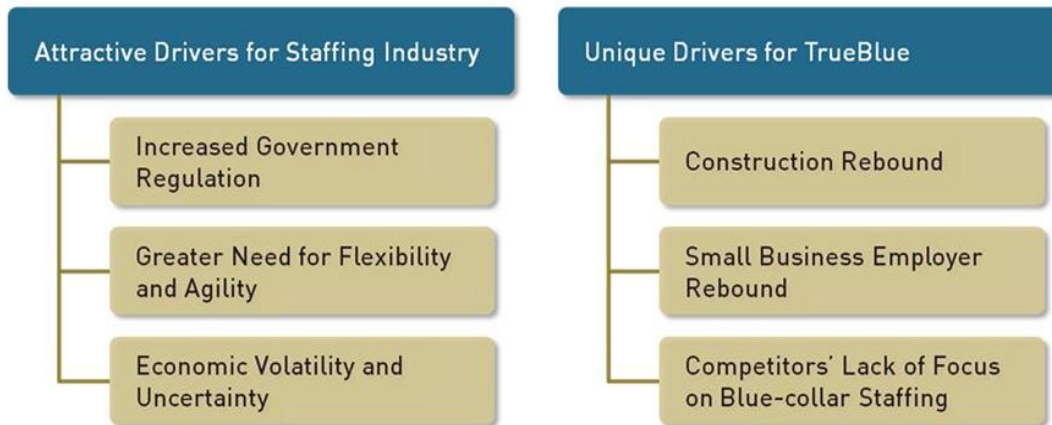 Attractive Drivers for Staffing Industry
Increased Government
Regulation
Greater Need for Flexibility
and Agility
Economic Volatility and
Uncertainty
Unique Drivers for TrueBlue
Construction Rebound
Small Business Employer
Rebound
Competitors’ Lack of Focus
on Blue-collar Staffing